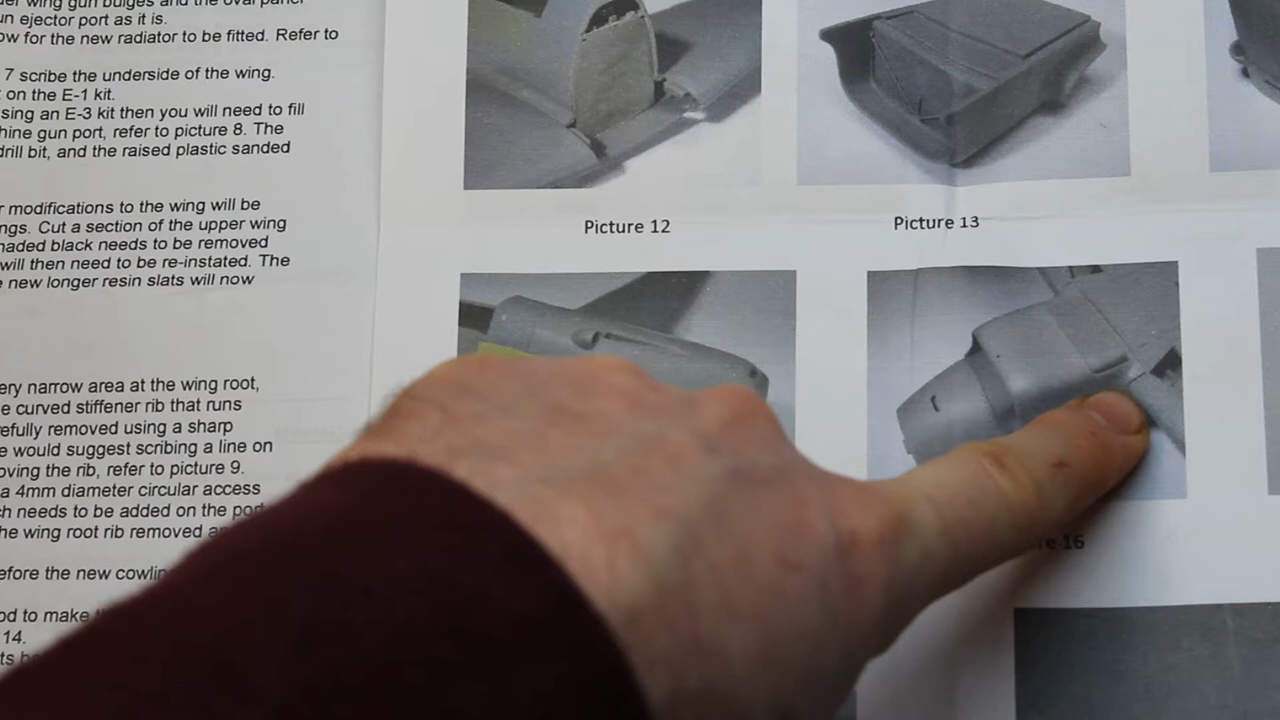 wing gun bulges and the oval panel
un ejector port as it is.
ow for the new radiator to be fitted. Refer to
7 scribe the underside of the wing.
on the E-1 kit.
sing an E-3 kit then you will need to fill
hine gun port, refer to picture 8. The
drill bit, and the raised plastic sanded
r modifications to the wing will be
ngs. Cut a section of the upper wing
haded black needs to be removed
will then need to be re-instated. The
e new longer resin slats will now
ery narrow area at the wing root,
e curved stiffener rib that runs
efully removed using a sharp
e would suggest scribing a line on
oving the rib, refer to picture 9.
a 4mm diameter circular access
ch needs to be added on the port
he wing root rib removed
efore the new cowlin
od to make
14.
ts
Picture 12
Picture 13
re 16